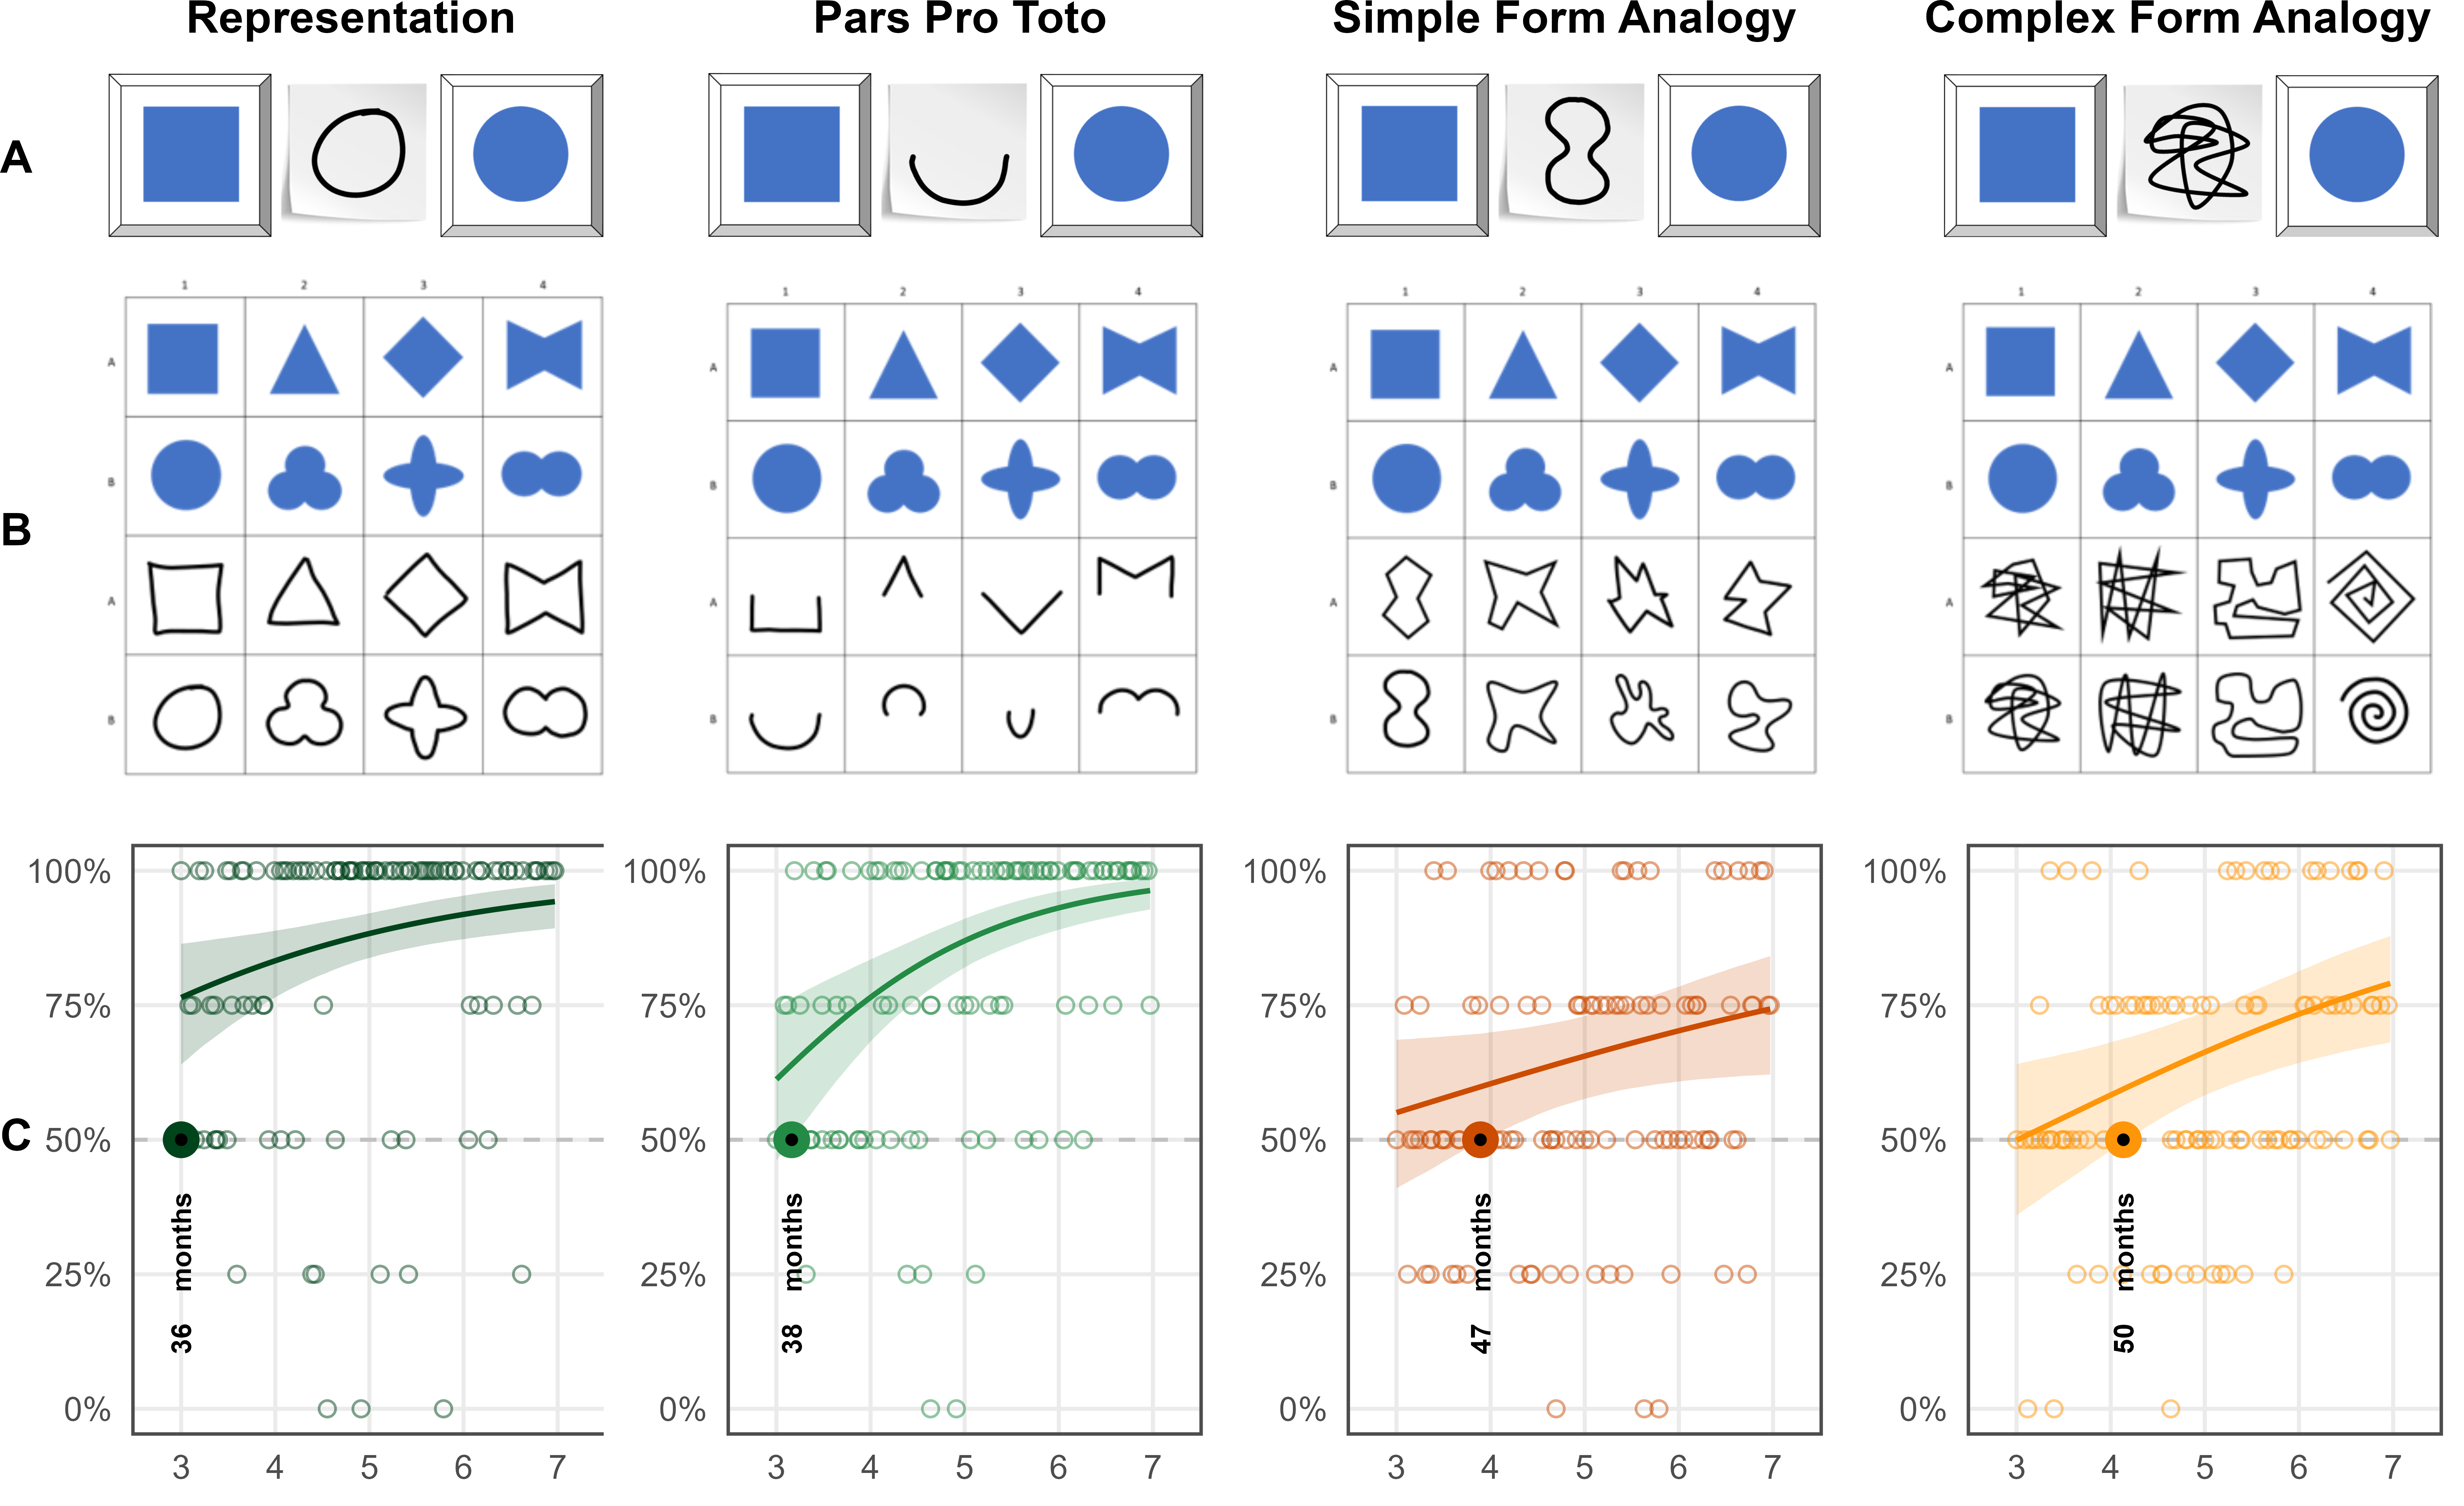 Representation Pars Pro Toto Simple Form Analogy Complex Form Analogy
A
1 2 3 4 1 2 3 4 1 2 3 4 1 2 3 4
A A A A
B B B B
B
A A A A
B B B B
100% 100% 100% 100%
75% 75% 75% 75%
C
50% 50% 50% 50%
25% 25% 25% 25%
0% 0% 0% 0%
36 months
38 months
47 months
50 months
3 4 5 6 7 3 4 5 6 7 3 4 5 6 7 3 4 5 6 7